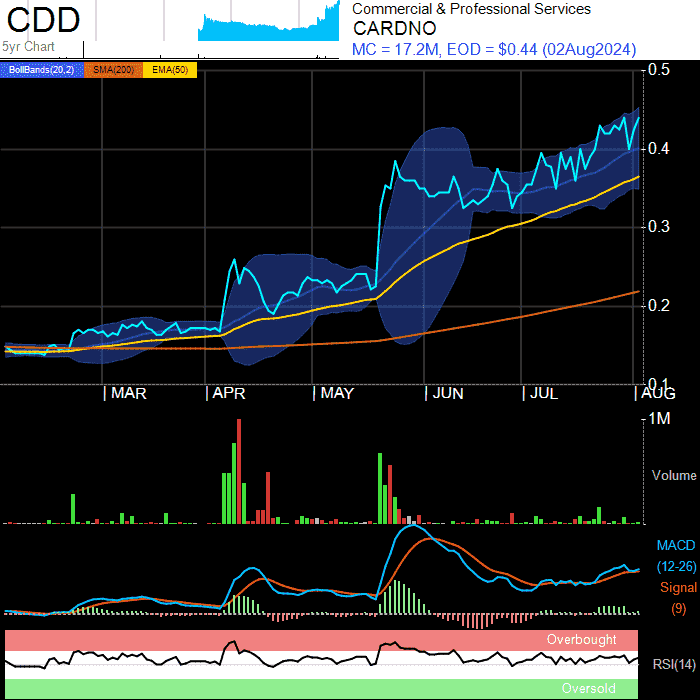 CDD
5yr Chart
Commercial & Professional Services
CARDNO
MC = 17.2M, EOD = $0.44 (02Aug2024)
BollBands(20,2) SMA(200) EMA(50)
0.5
0.4
0.3
0.2
0.1
MAR APR MAY JUN JUL AUG
1M
Volume
MACD
(12-26)
Signal
(9)
Overbought
RSI(14)
Oversold